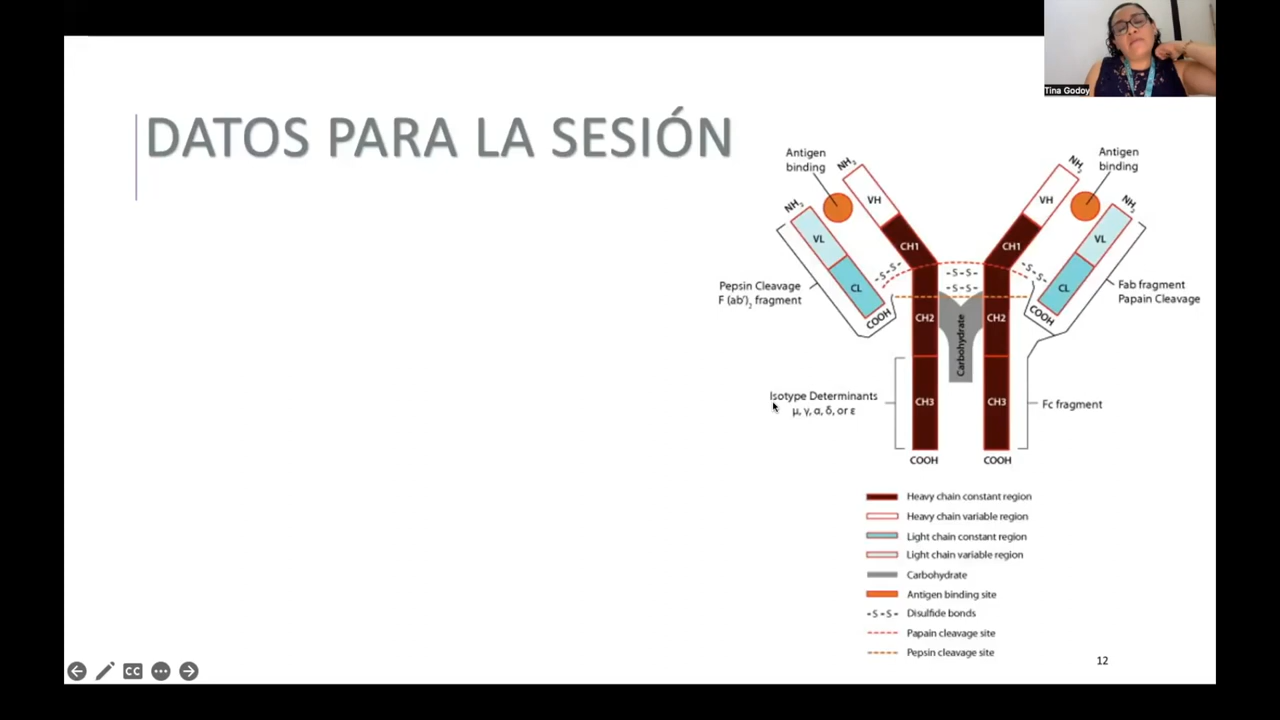 Tina Godoy
DATOS PARA LA SESIÓN
Antigen
binding
NH2
VH
CH1
NH2
VL
CL
COOH
-S-S-
Pepsin Cleavage
F (ab')2 fragment
Antigen
binding
NH2
VH
CH1
NH2
VL
CL
COOH
-S-S-
Fab fragment
Papain Cleavage
-S-S-
-S-S-
CH2
CH2
Carbohydrate
Isotype Determinants
μ, γ, α, δ, or ε
CH3
CH3
Fc fragment
COOH
COOH
Heavy chain constant region
Heavy chain variable region
Light chain constant region
Light chain variable region
Carbohydrate
Antigen binding site
-S-S- Disulfide bonds
Papain cleavage site
Pepsin cleavage site
CC
12